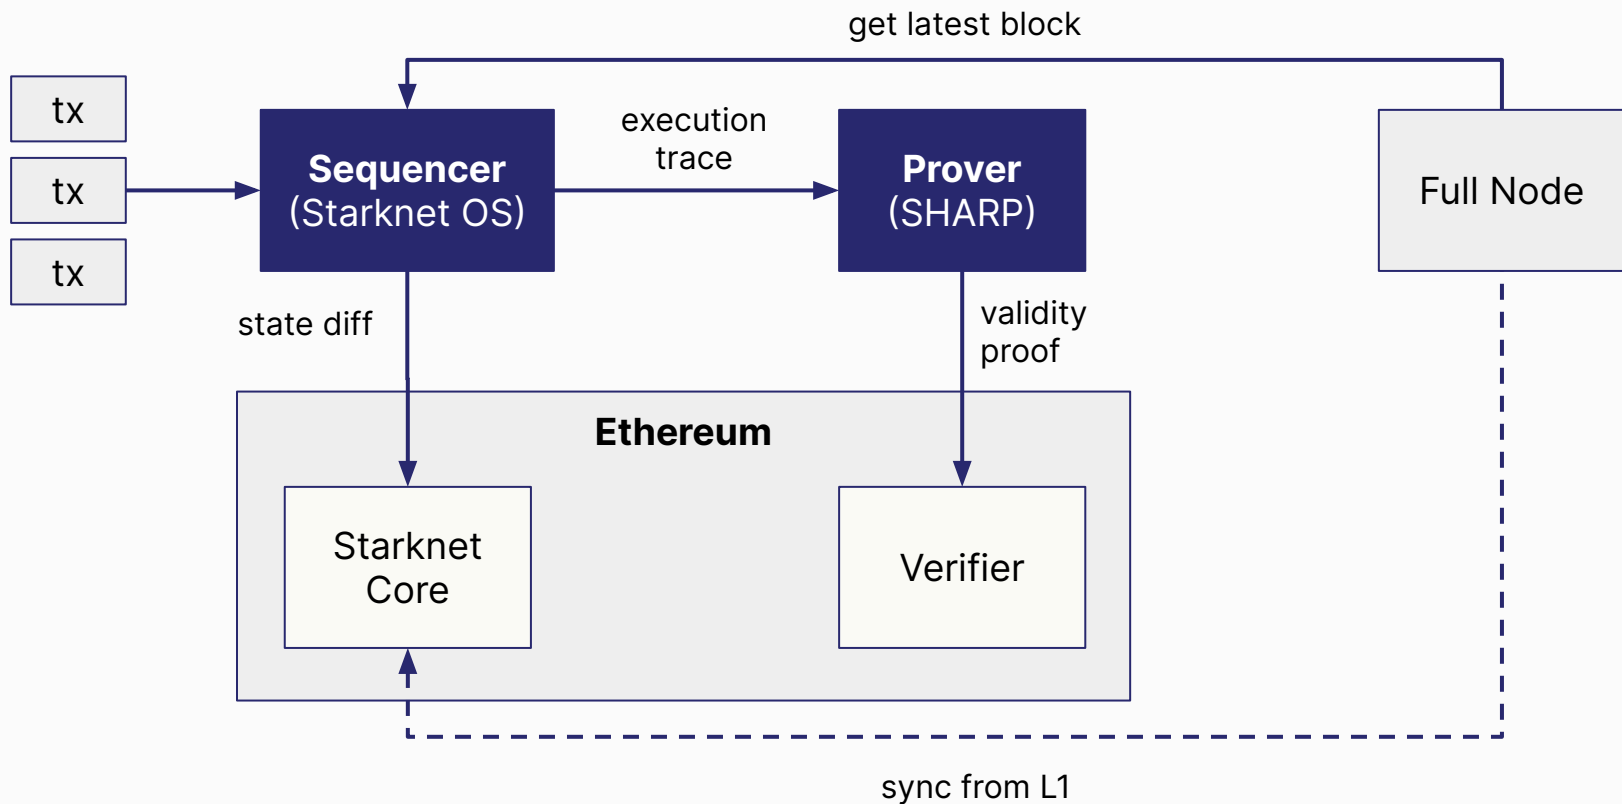 get latest block
tx
tx
tx
Sequencer
(Starknet OS)
execution
trace
Prover
(SHARP)
Full Node
state diff
validity
proof
Ethereum
Starknet
Core
Verifier
sync from L1